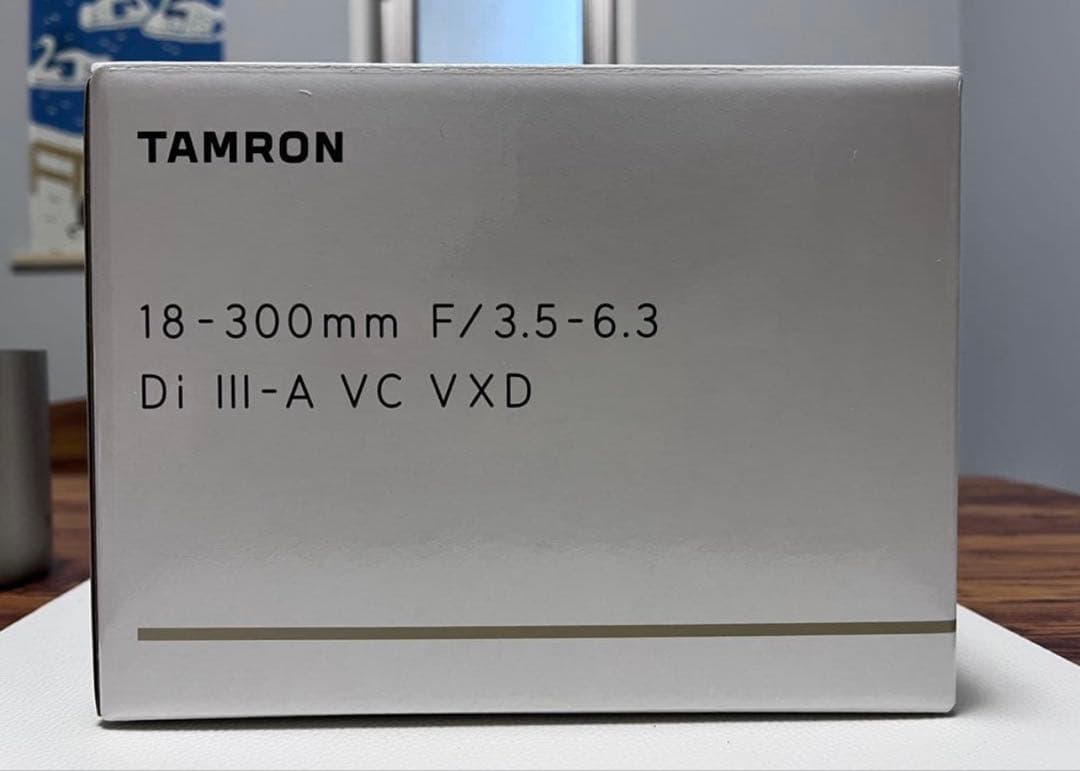 TAMRON
18-300mm F/3.5-6.3
Di III-A VC VXD